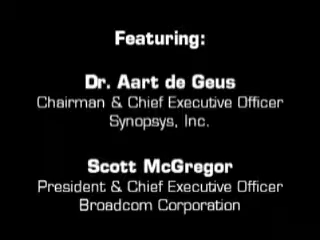 Featuring:
Dr. Aart de Geus
Chairman & Chief Executive Officer
Synopsys, Inc.
Scott McGregor
President & Chief Executive Officer
Broadcom Corporation